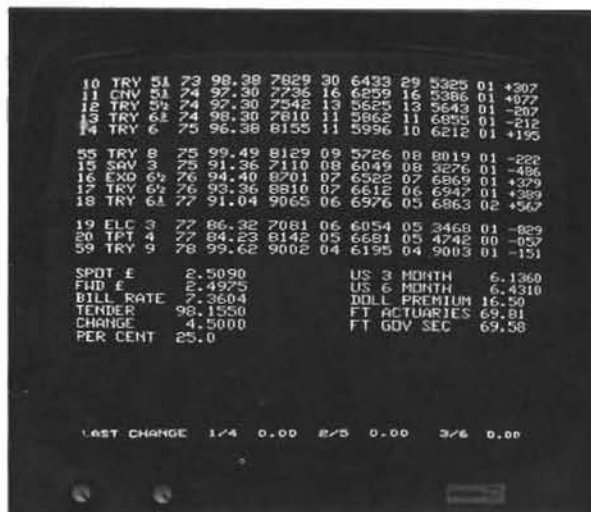 10 TRY 5¼ 73 98.38 7829 30 6433 29 5325 01 +307
11 CNV 5¼ 74 97.30 7736 16 6259 16 5386 01 +077
12 TRY 5½ 74 97.30 7542 13 5625 13 5643 01 -207
13 TRY 6¼ 74 98.30 7810 11 5862 11 6855 01 -212
14 TRY 6 75 96.38 8155 11 5996 10 6212 01 +195
55 TRY 8 75 99.49 8129 09 5726 08 8019 01 -222
15 SAV 3 75 91.36 7110 08 6049 08 3276 01 -486
16 EXQ 6½ 76 94.40 8701 07 6522 07 6869 01 +379
17 TRY 6½ 76 93.36 8810 07 6612 06 6947 01 +389
18 TRY 6¼ 77 91.04 9065 06 6976 05 6863 02 +567
19 ELC 3 77 86.32 7081 06 6054 05 3468 01 -829
20 TPT 4 77 84.23 8142 05 6681 05 4742 00 -057
59 TRY 9 78 99.62 9002 04 6195 04 9003 01 -151
SPOT £ 2.5090 US 3 MONTH 6.1360
FWD £ 2.4975 US 6 MONTH 6.4310
BILL RATE 7.3604 DOLL PREMIUM 16.50
TENDER 98.1550 FT ACTUARIES 69.81
CHANGE 4.5000 FT GOV SEC 69.58
PER CENT 25.0
LAST CHANGE 1/4 0.00 2/5 0.00 3/6 0.00